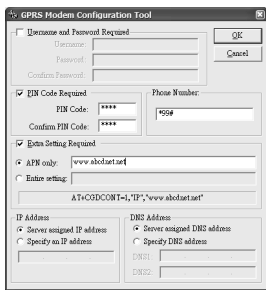 GPRS Modem Configuration Tool
Username and Password Required
Username:
Password:
Confirm Password:
OK
Cancel
PIN Code Required
PIN Code: ****
Confirm PIN Code: ****
Phone Number:
*99#
Extra Setting Required
APN only: www.abcd.net.net
Entire setting:
AT+CGDCONT=1,"IP","www.abcd.net.net"
IP Address
Server assigned IP address
Specify an IP address
DNS Address
Server assigned DNS address
Specify DNS address
DNS1:
DNS2: